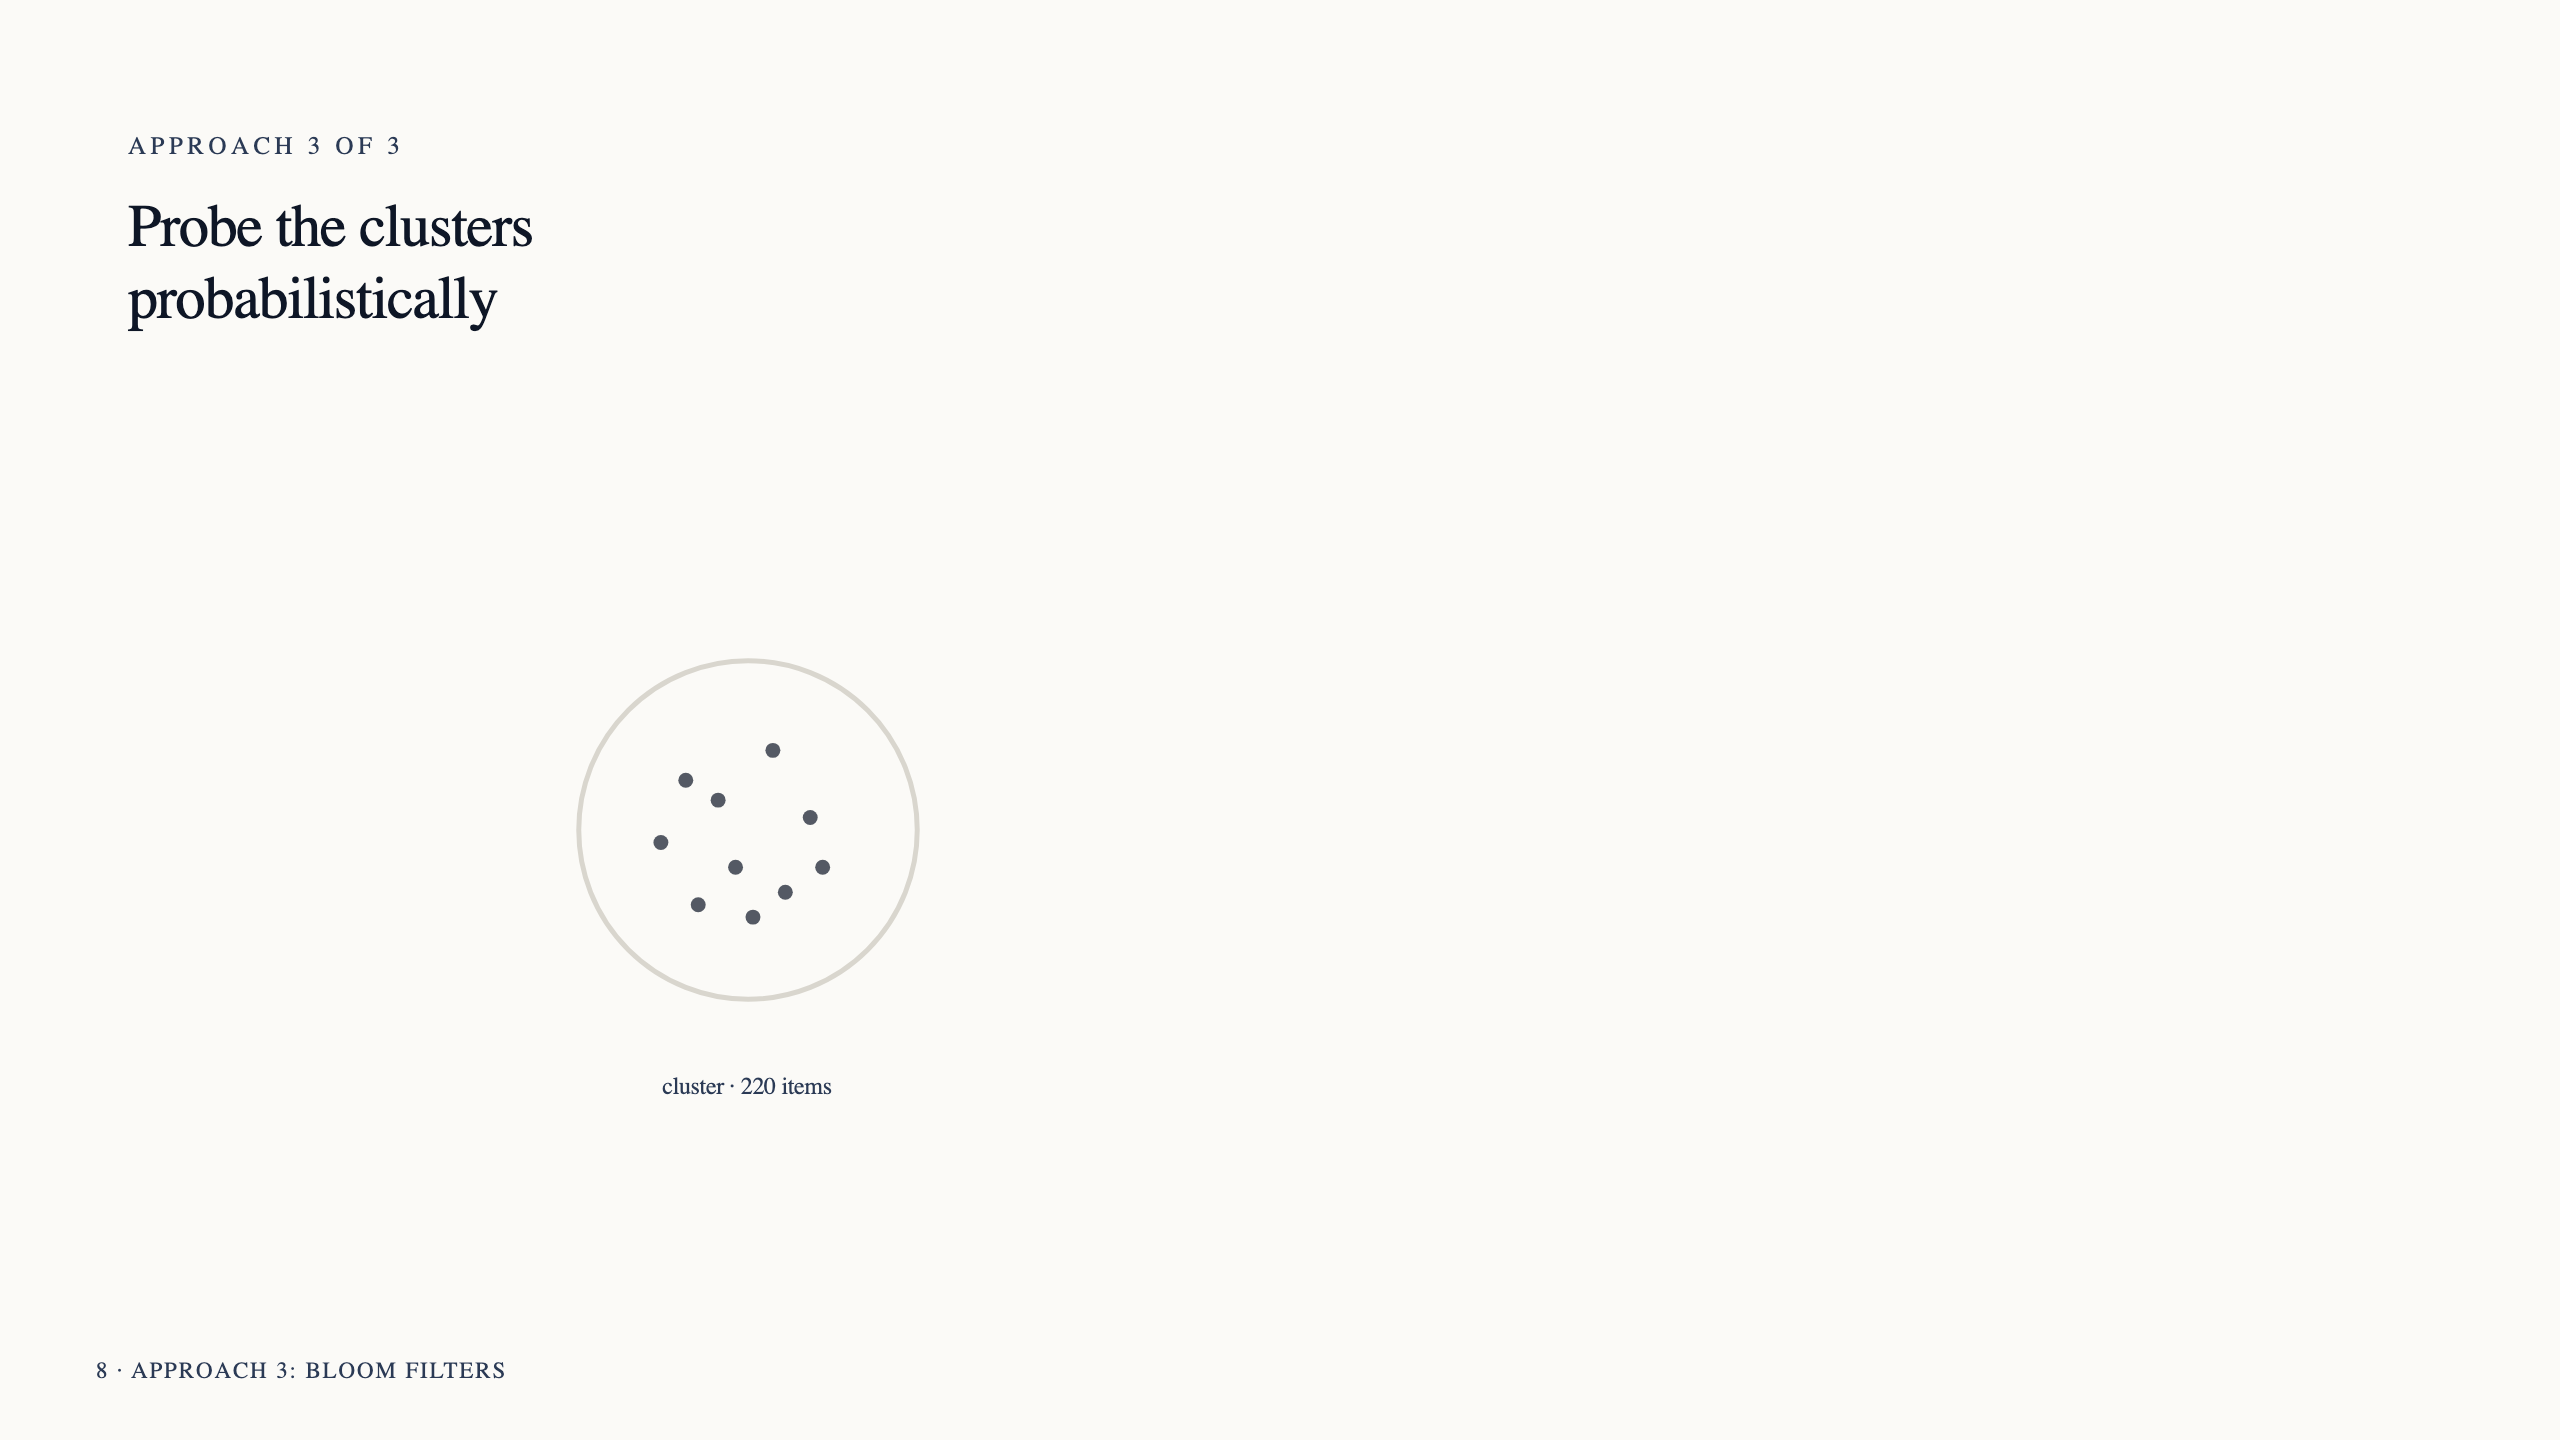 APPROACH 3 OF 3
Probe the clusters
probabilistically
cluster · 220 items
8 · APPROACH 3: BLOOM FILTERS